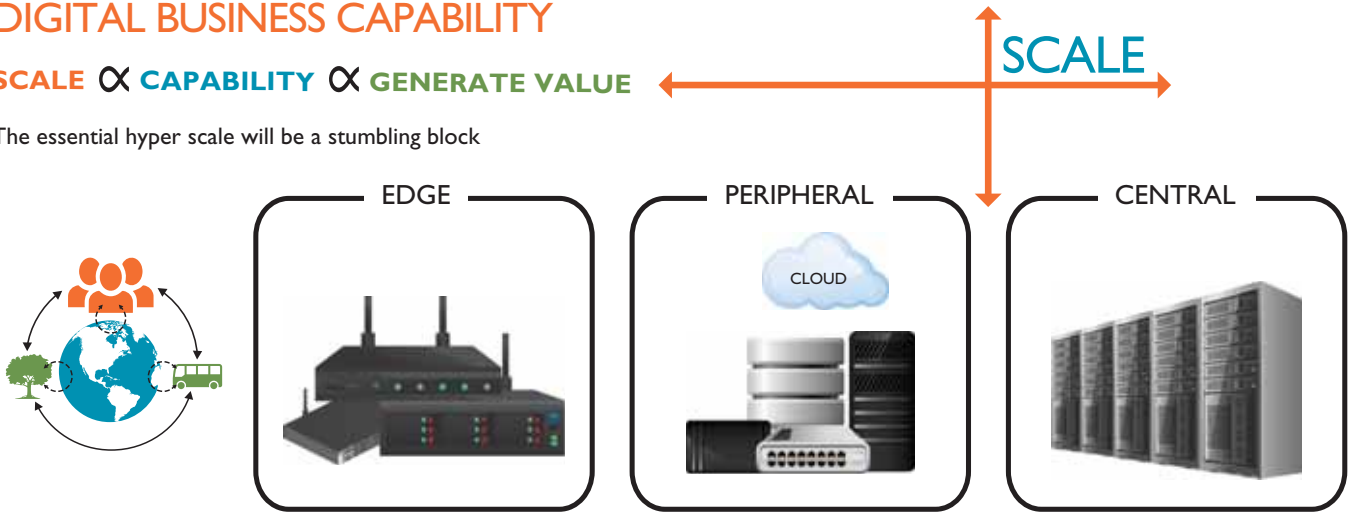 DIGITAL BUSINESS CAPABILITY
SCALE ∝ CAPABILITY ∝ GENERATE VALUE
SCALE
The essential hyper scale will be a stumbling block
EDGE
PERIPHERAL
CENTRAL
CLOUD